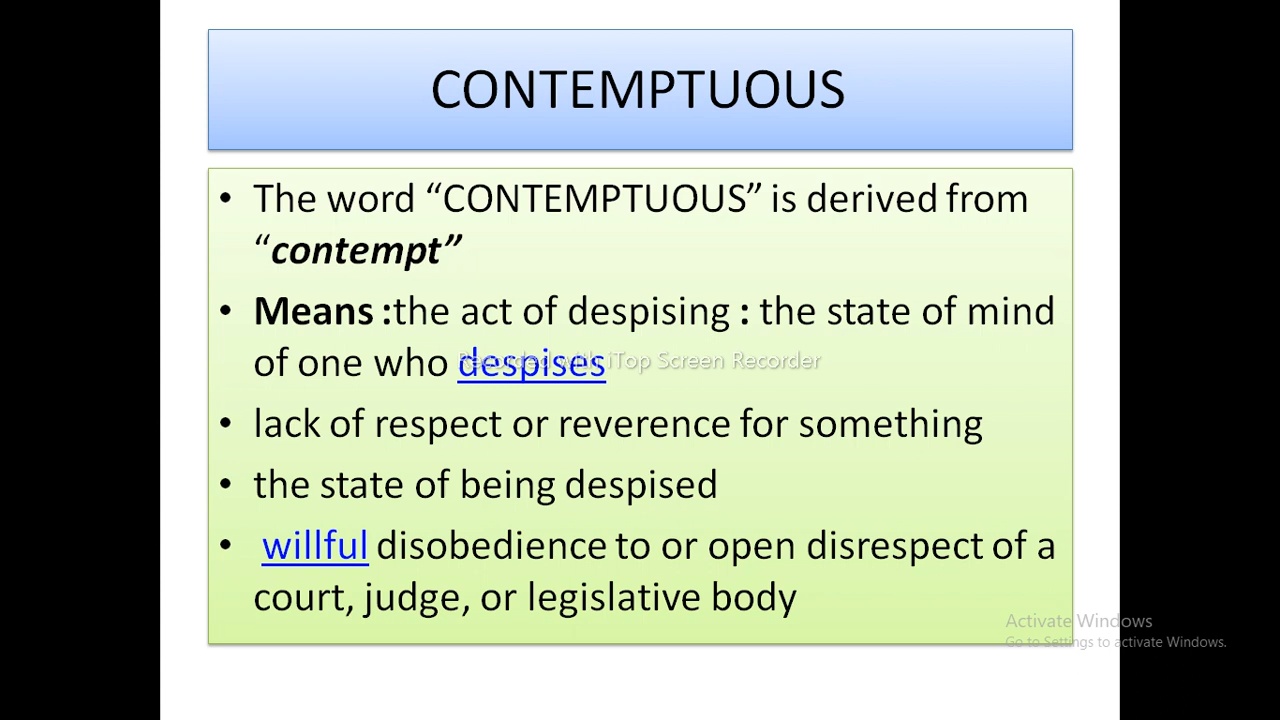 CONTEMPTUOUS
• The word “CONTEMPTUOUS” is derived from
“contempt”
• Means :the act of despising : the state of mind
of one who despises
Recorded with iTop Screen Recorder
• lack of respect or reverence for something
• the state of being despised
• willful disobedience to or open disrespect of a
court, judge, or legislative body
Activate Windows
Go to Settings to activate Windows.